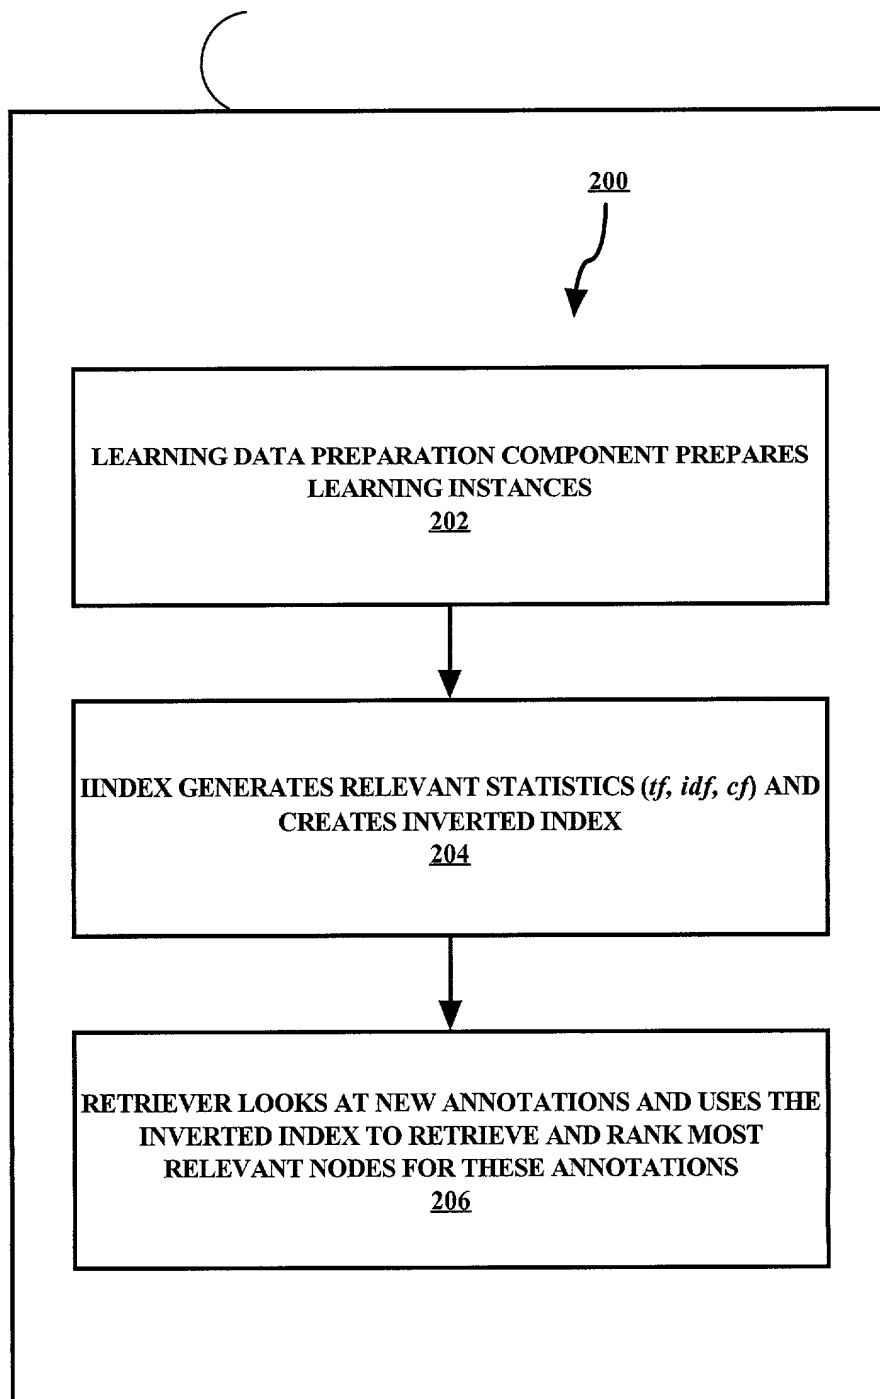 200
LEARNING DATA PREPARATION COMPONENT PREPARES
LEARNING INSTANCES
202
IINDEX GENERATES RELEVANT STATISTICS (tf, idf, cf) AND
CREATES INVERTED INDEX
204
RETRIEVER LOOKS AT NEW ANNOTATIONS AND USES THE
INVERTED INDEX TO RETRIEVE AND RANK MOST
RELEVANT NODES FOR THESE ANNOTATIONS
206